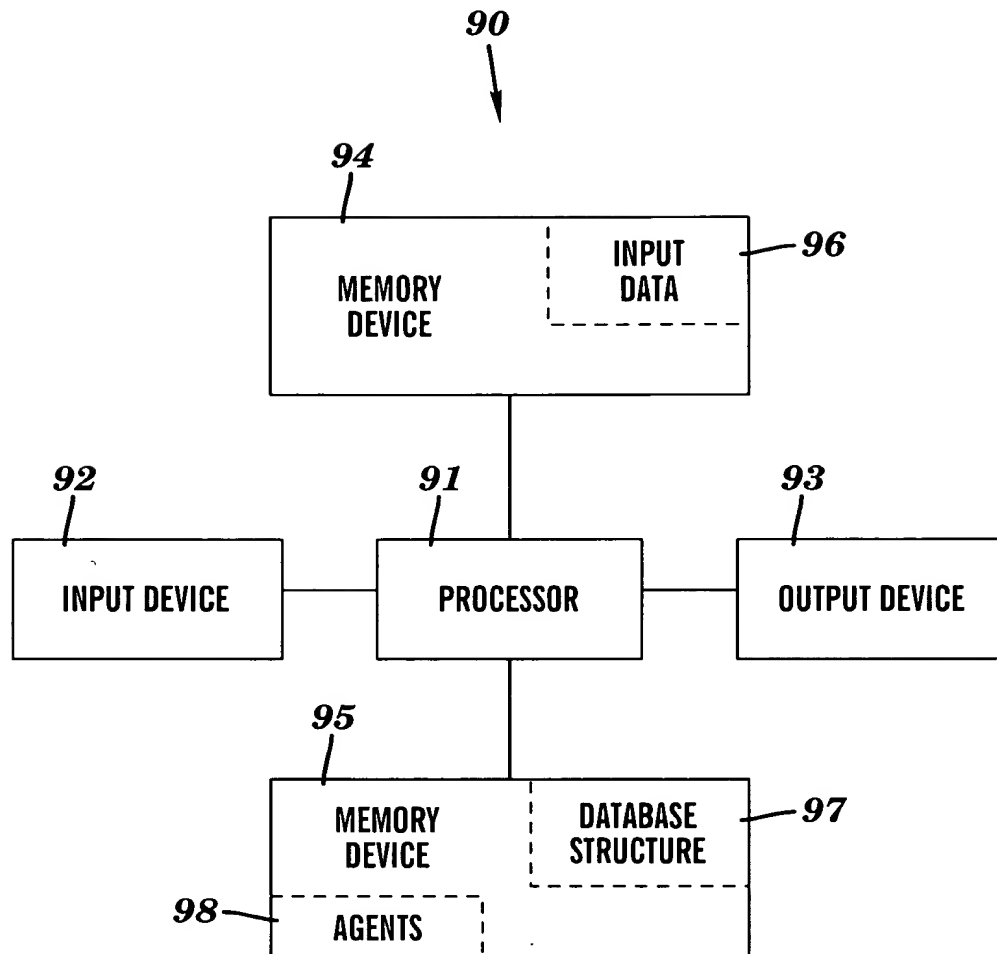 90
94
96
INPUT
DATA
MEMORY
DEVICE
92
91
93
INPUT DEVICE
PROCESSOR
OUTPUT DEVICE
95
97
MEMORY
DEVICE
DATABASE
STRUCTURE
98
AGENTS